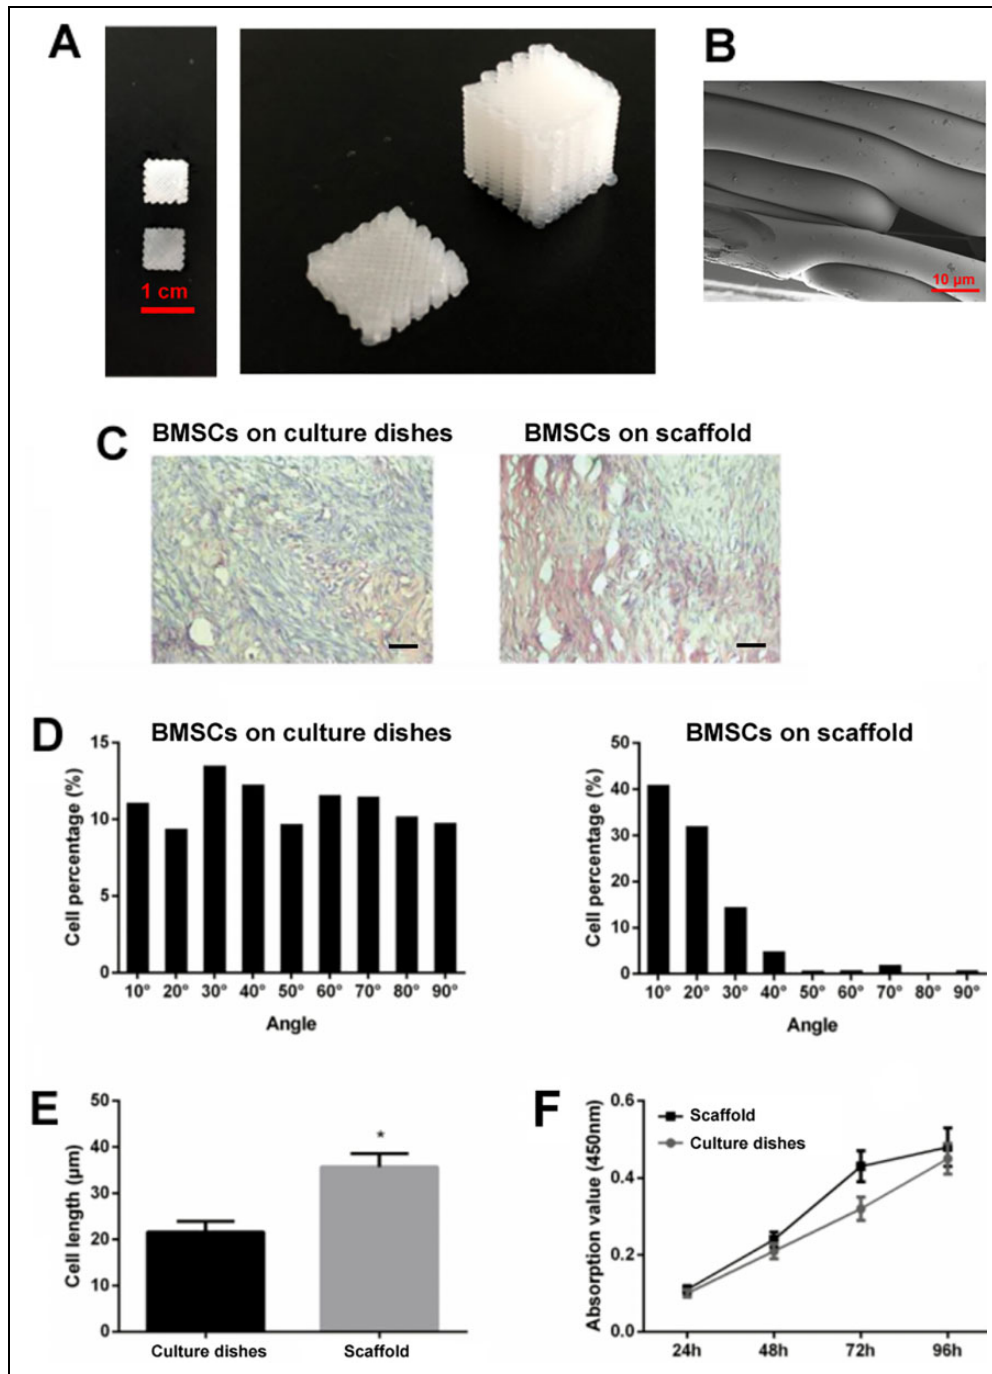 A
1 cm
B
10 µm
C
BMSCs on culture dishes
BMSCs on scaffold
D
BMSCs on culture dishes
15
10
5
0
Cell percentage (%)
10° 20° 30° 40° 50° 60° 70° 80° 90°
Angle
BMSCs on scaffold
50
40
30
20
10
0
Cell percentage (%)
10° 20° 30° 40° 50° 60° 70° 80° 90°
Angle
E
50
40
30
20
10
0
Cell length (µm)
*
Culture dishes Scaffold
F
0.6
0.4
0.2
0.0
Absorption value (450nm)
Scaffold
Culture dishes
24h 48h 72h 96h